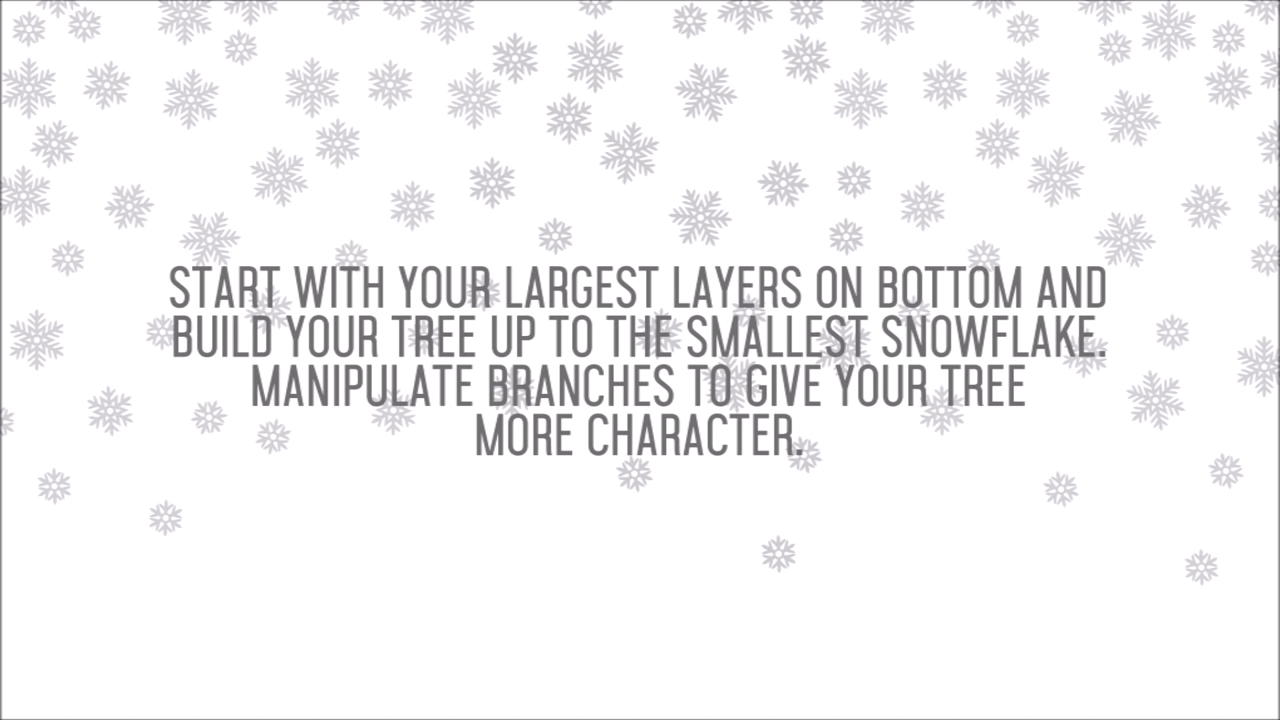 START WITH YOUR LARGEST LAYERS ON BOTTOM AND
BUILD YOUR TREE UP TO THE SMALLEST SNOWFLAKE.
MANIPULATE BRANCHES TO GIVE YOUR TREE
MORE CHARACTER.